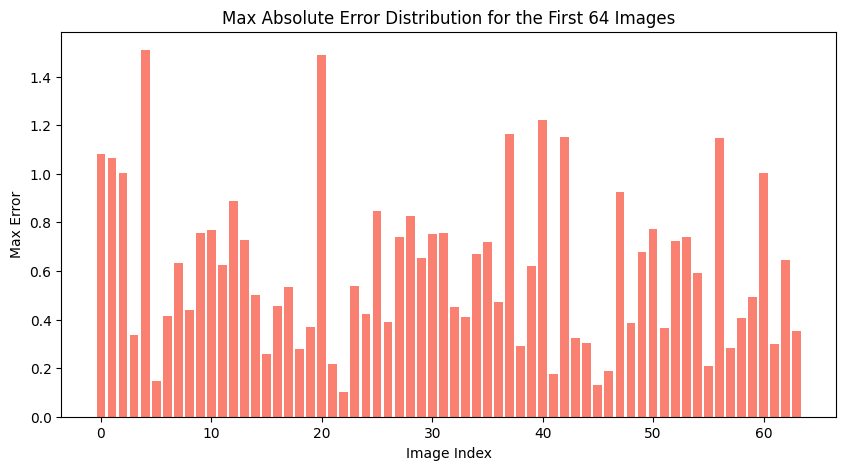 Max Absolute Error Distribution for the First 64 Images
Max Error
1.4
1.2
1.0
0.8
0.6
0.4
0.2
0.0
0 10 20 30 40 50 60
Image Index